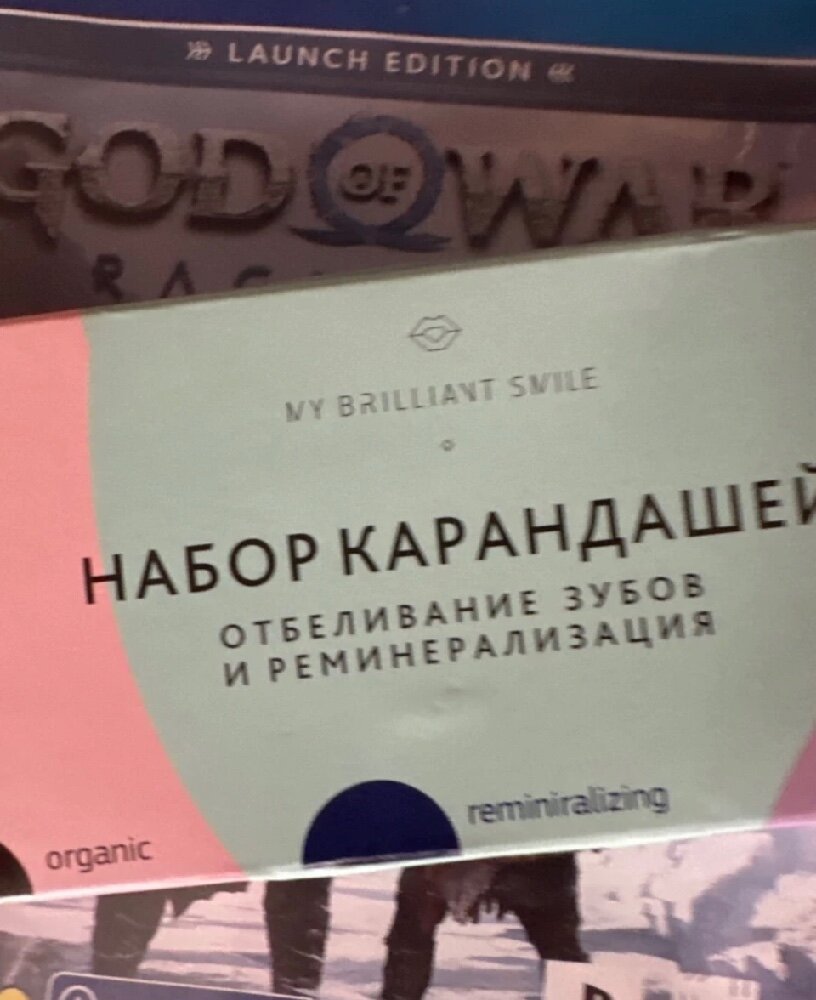 LAUNCH EDITION
GOD OF WAR
MY BRILLIANT SMILE
НАБОР КАРАНДАШЕЙ
ОТБЕЛИВАНИЕ ЗУБОВ
И РЕМИНЕРАЛИЗАЦИЯ
reminiralizing
organic